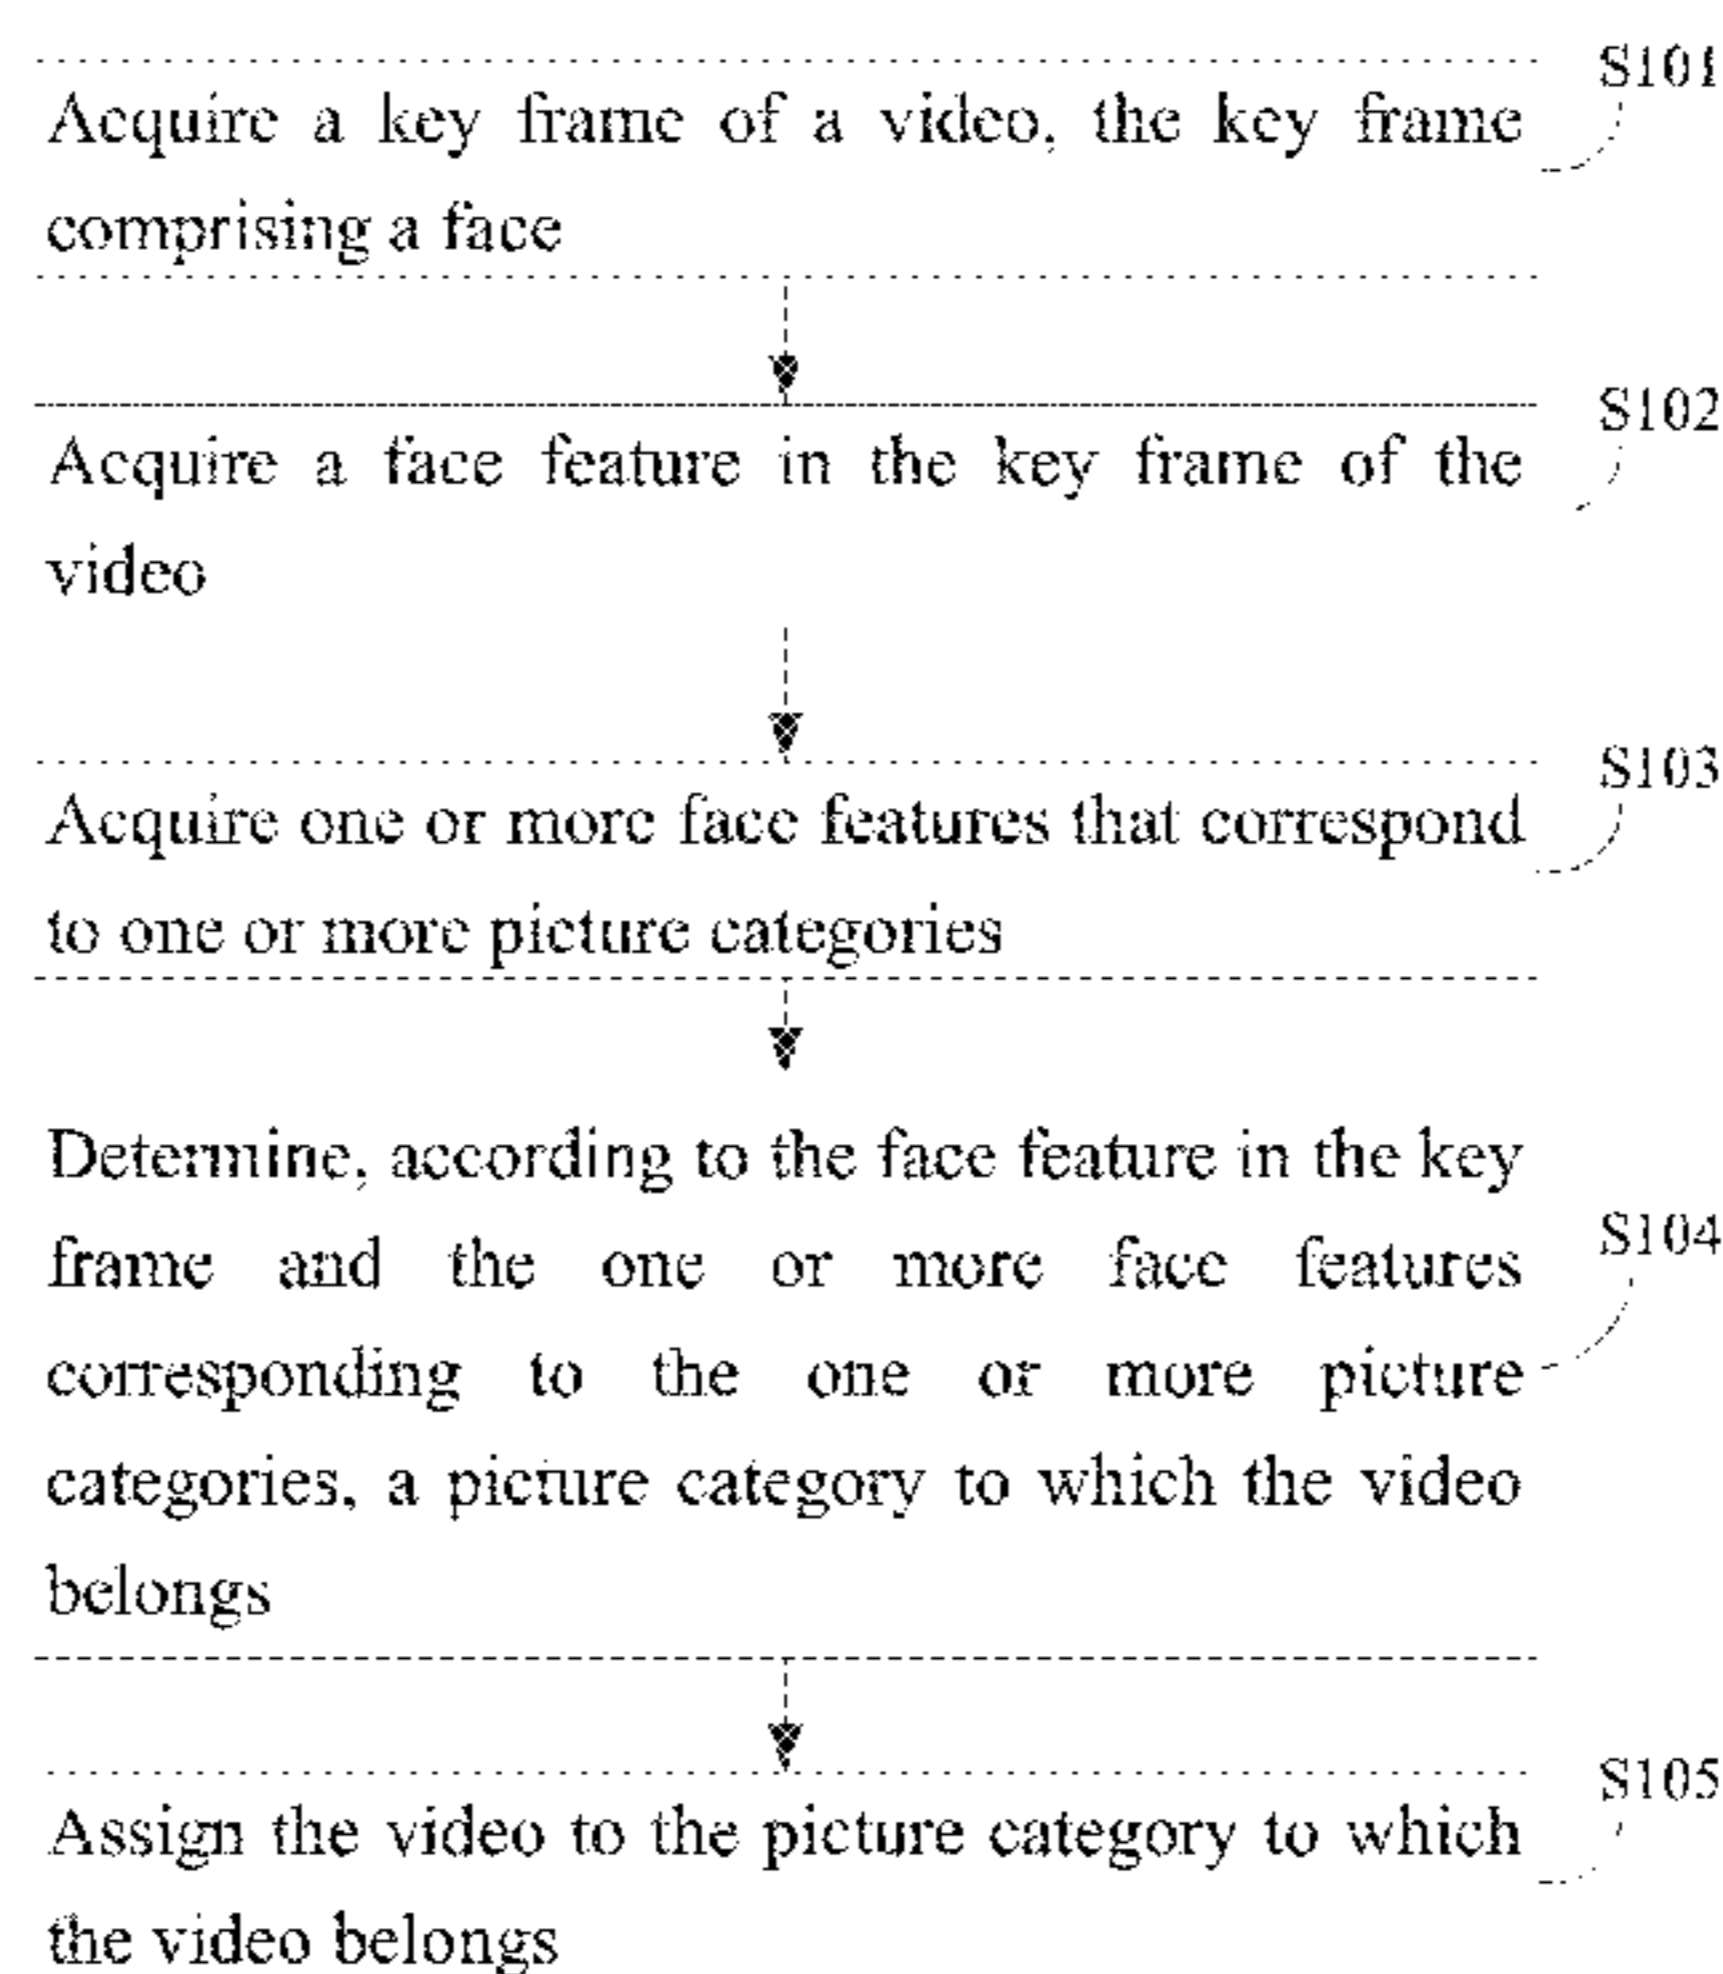 S101
Acquire a key frame of a video, the key frame
comprising a face
S102
Acquire a face feature in the key frame of the
video
S103
Acquire one or more face features that correspond
to one or more picture categories
Determine, according to the face feature in the key
S104
frame and the one or more face features
corresponding to the one or more picture
categories, a picture category to which the video
belongs
S105
Assign the video to the picture category to which
the video belongs